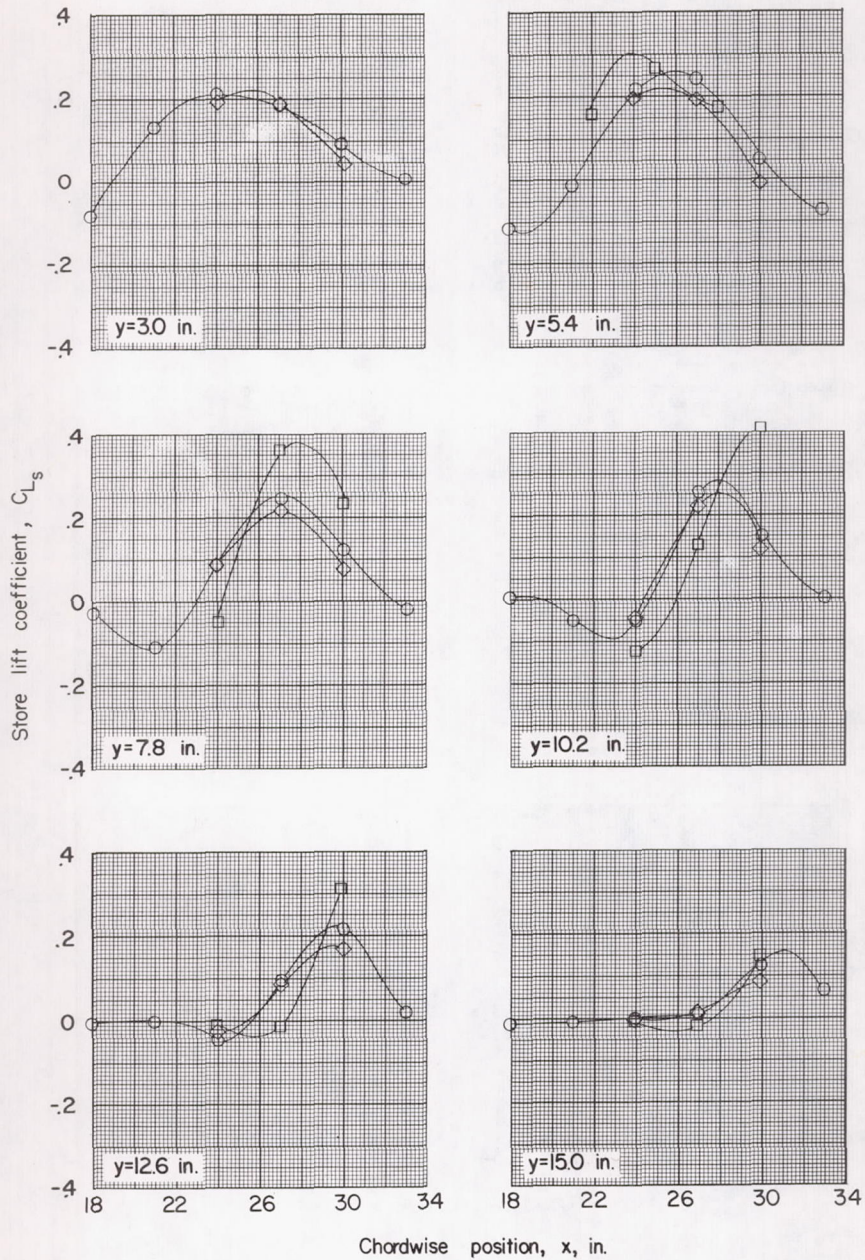 .4
.2
0
-.2
-.4
y=3.0 in.
y=5.4 in.
.4
.2
0
-.2
-.4
y=7.8 in.
y=10.2 in.
Store lift coefficient, C_Ls
.4
.2
0
-.2
-.4
y=12.6 in.
y=15.0 in.
18 22 26 30 34
18 22 26 30 34
Chordwise position, x, in.